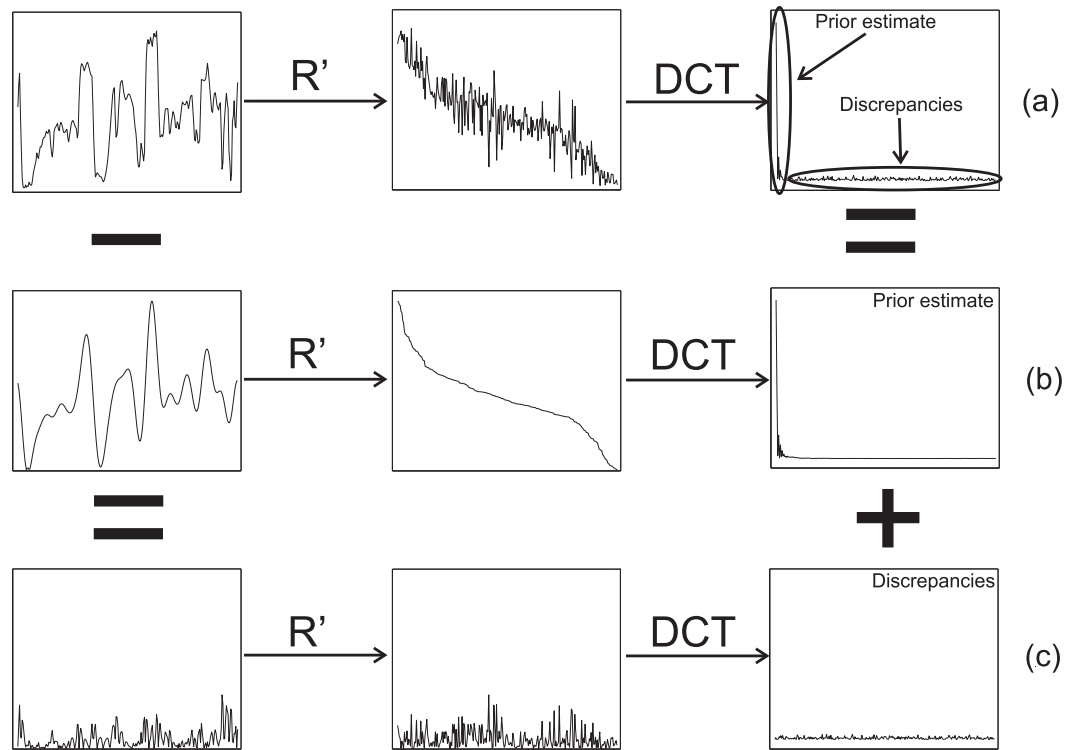 R’
DCT
Prior estimate
Discrepancies
(a)
R’
DCT
Prior estimate
(b)
R’
DCT
Discrepancies
(c)